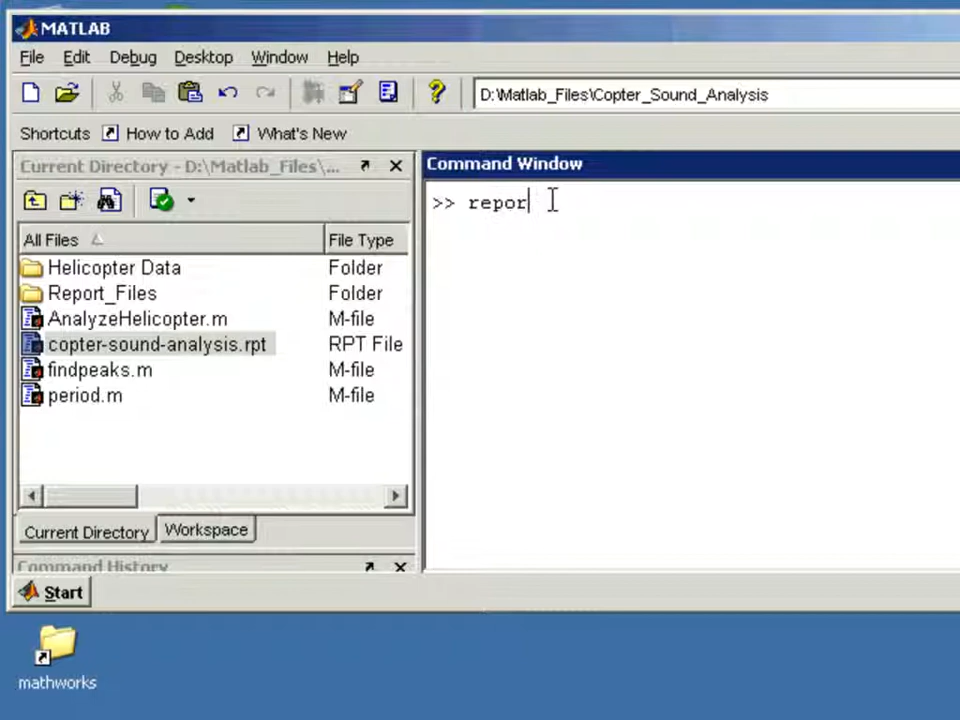 MATLAB
File Edit Debug Desktop Window Help
D:\Matlab_Files\Copter_Sound_Analysis
Shortcuts How to Add What's New
Current Directory - D:\Matlab_Files\...
Command Window
>> repor
All Files File Type
Helicopter Data Folder
Report_Files Folder
AnalyzeHelicopter.m M-file
copter-sound-analysis.rpt RPT File
findpeaks.m M-file
period.m M-file
Current Directory Workspace
Command History
Start
mathworks